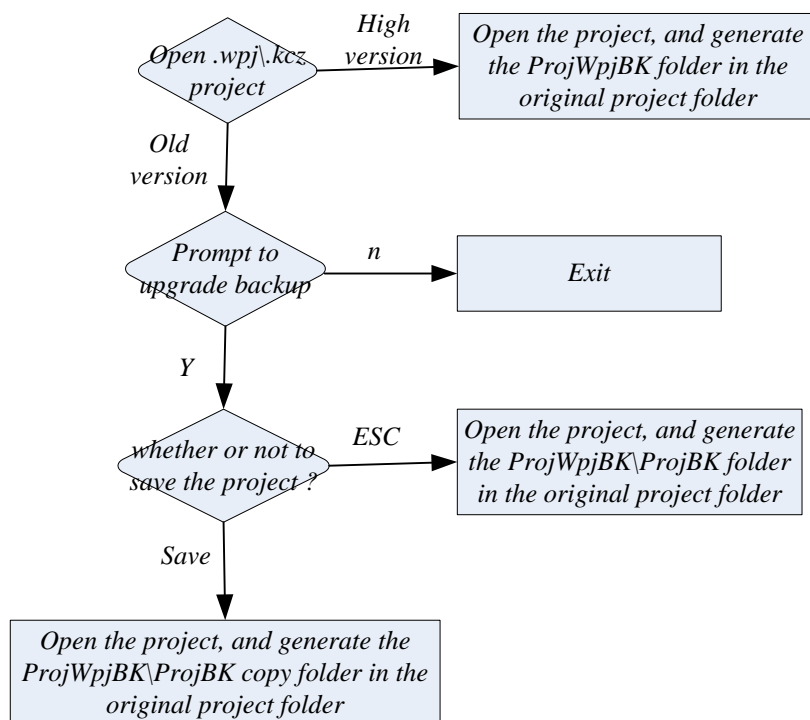 Open .wpj\.kcz
project
High
version
Open the project, and generate
the ProjWpjBK folder in the
original project folder
Old
version
Prompt to
upgrade backup
n
Exit
Y
whether or not to
save the project ?
ESC
Open the project, and generate
the ProjWpjBK\ProjBK folder
in the original project folder
Save
Open the project, and generate the
ProjWpjBK\ProjBK copy folder in the
original project folder